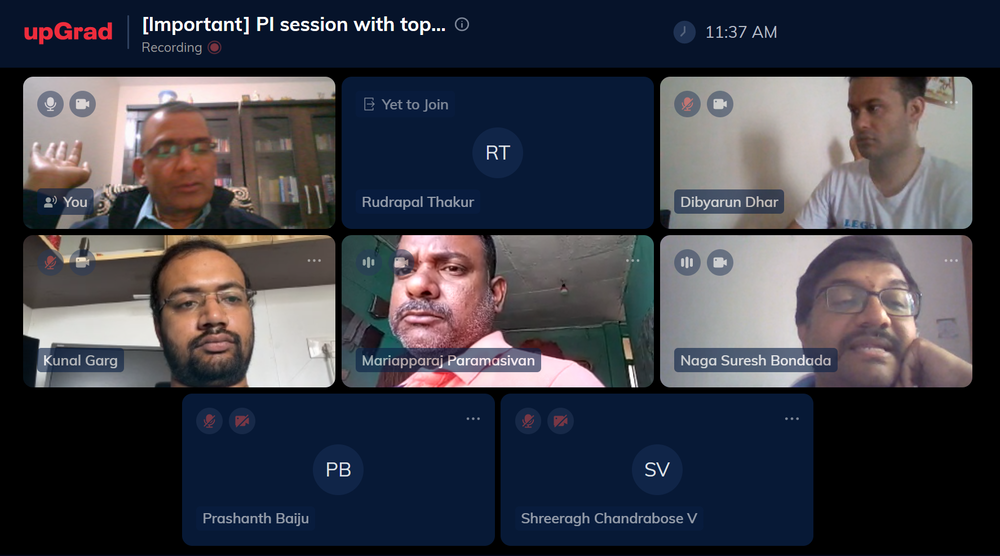 upGrad
[Important] PI session with top...
Recording
11:37 AM
You
Yet to Join
RT
Rudrapal Thakur
Dibyarun Dhar
Kunal Garg
Mariapparaj Paramasivan
Naga Suresh Bondada
PB
Prashanth Baiju
SV
Shreeragh Chandrabose V